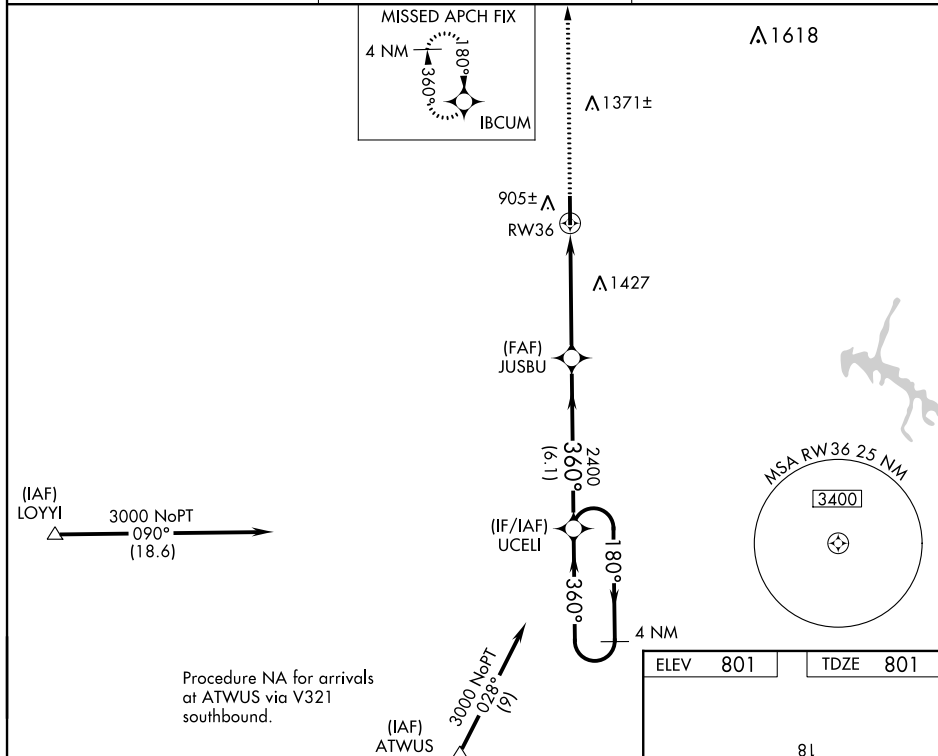 MISSED APCH FIX
4 NM
180°
360°
IBCUM
1618
1371±
905±
RW36
1427
(FAF)
JUSBU
2400
360°
(6.1)
MSA RW36 25 NM
3400
(IAF)
LOYYI
3000 NoPT
090°
(18.6)
(IF/IAF)
UCELI
180°
360°
4 NM
3000 NoPT
028°
(9)
Procedure NA for arrivals
at ATWUS via V321
southbound.
(IAF)
ATWUS
ELEV 801
TDZE 801
18